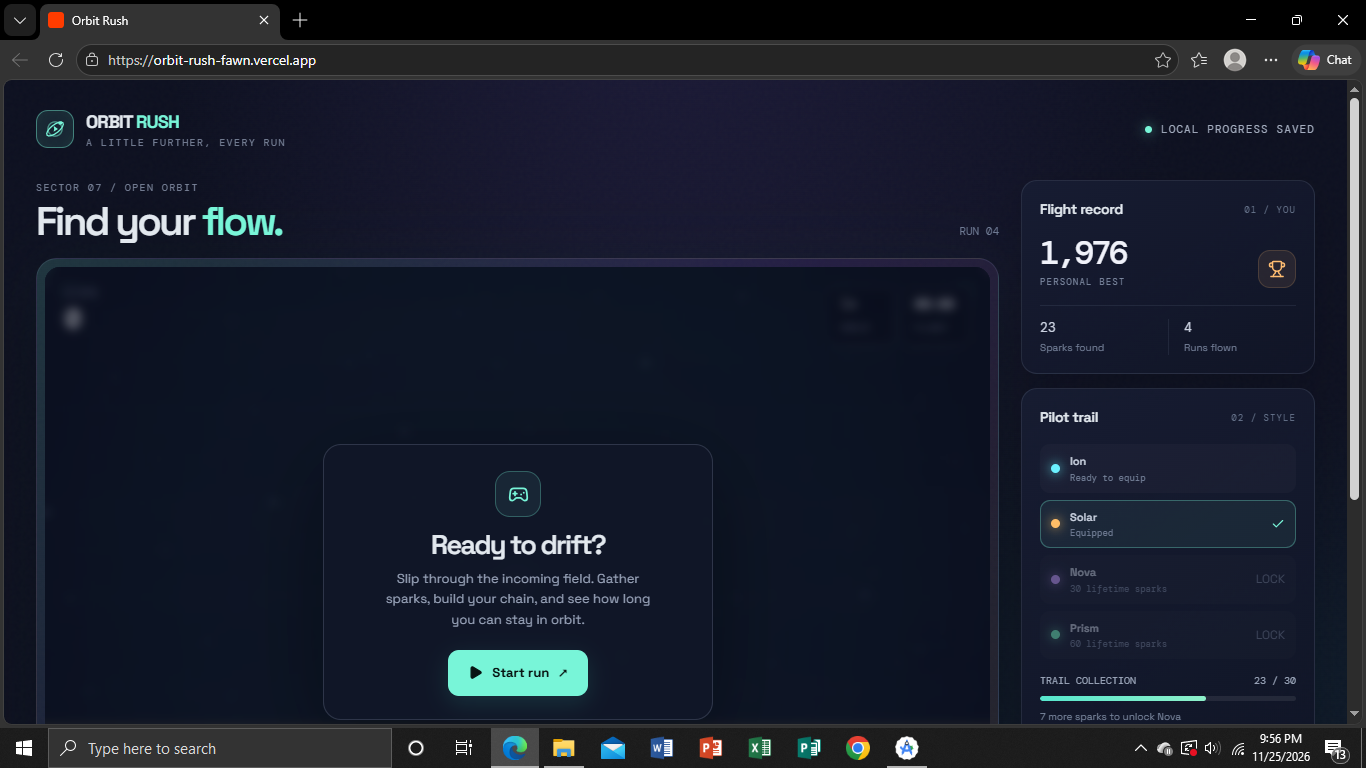 Orbit Rush
https://orbit-rush-fawn.vercel.app
Chat
ORBIT RUSH
A LITTLE FURTHER, EVERY RUN
LOCAL PROGRESS SAVED
SECTOR 07 / OPEN ORBIT
Find your flow.
RUN 04
Ready to drift?
Slip through the incoming field. Gather
sparks, build your chain, and see how long
you can stay in orbit.
Start run ↗
Flight record
01 / YOU
1,976
PERSONAL BEST
23
Sparks found
4
Runs flown
Pilot trail
02 / STYLE
Ion
Ready to equip
Solar
Equipped
Nova
30 lifetime sparks
LOCK
Prism
60 lifetime sparks
LOCK
TRAIL COLLECTION
23 / 30
7 more sparks to unlock Nova
Type here to search
9:56 PM
11/25/2026
13